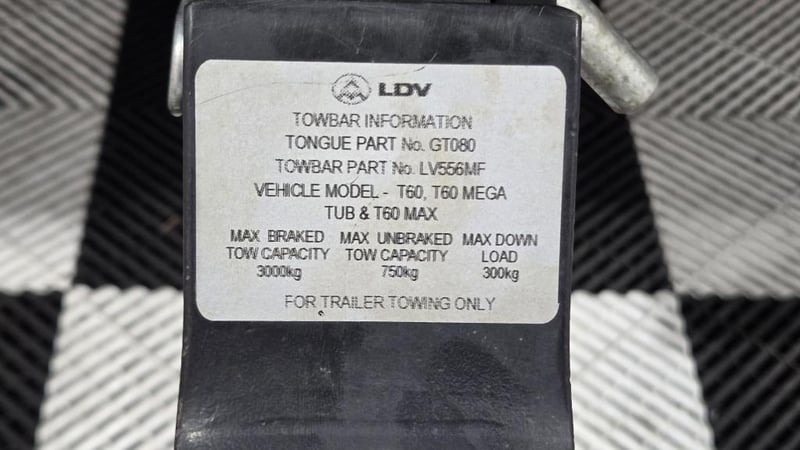 LDV
TOWBAR INFORMATION
TONGUE PART No. GT080
TOWBAR PART No. LV556MF
VEHICLE MODEL - T60, T60 MEGA
TUB & T60 MAX
MAX BRAKED TOW CAPACITY 3000kg
MAX UNBRAKED TOW CAPACITY 750kg
MAX DOWN LOAD 300kg
FOR TRAILER TOWING ONLY